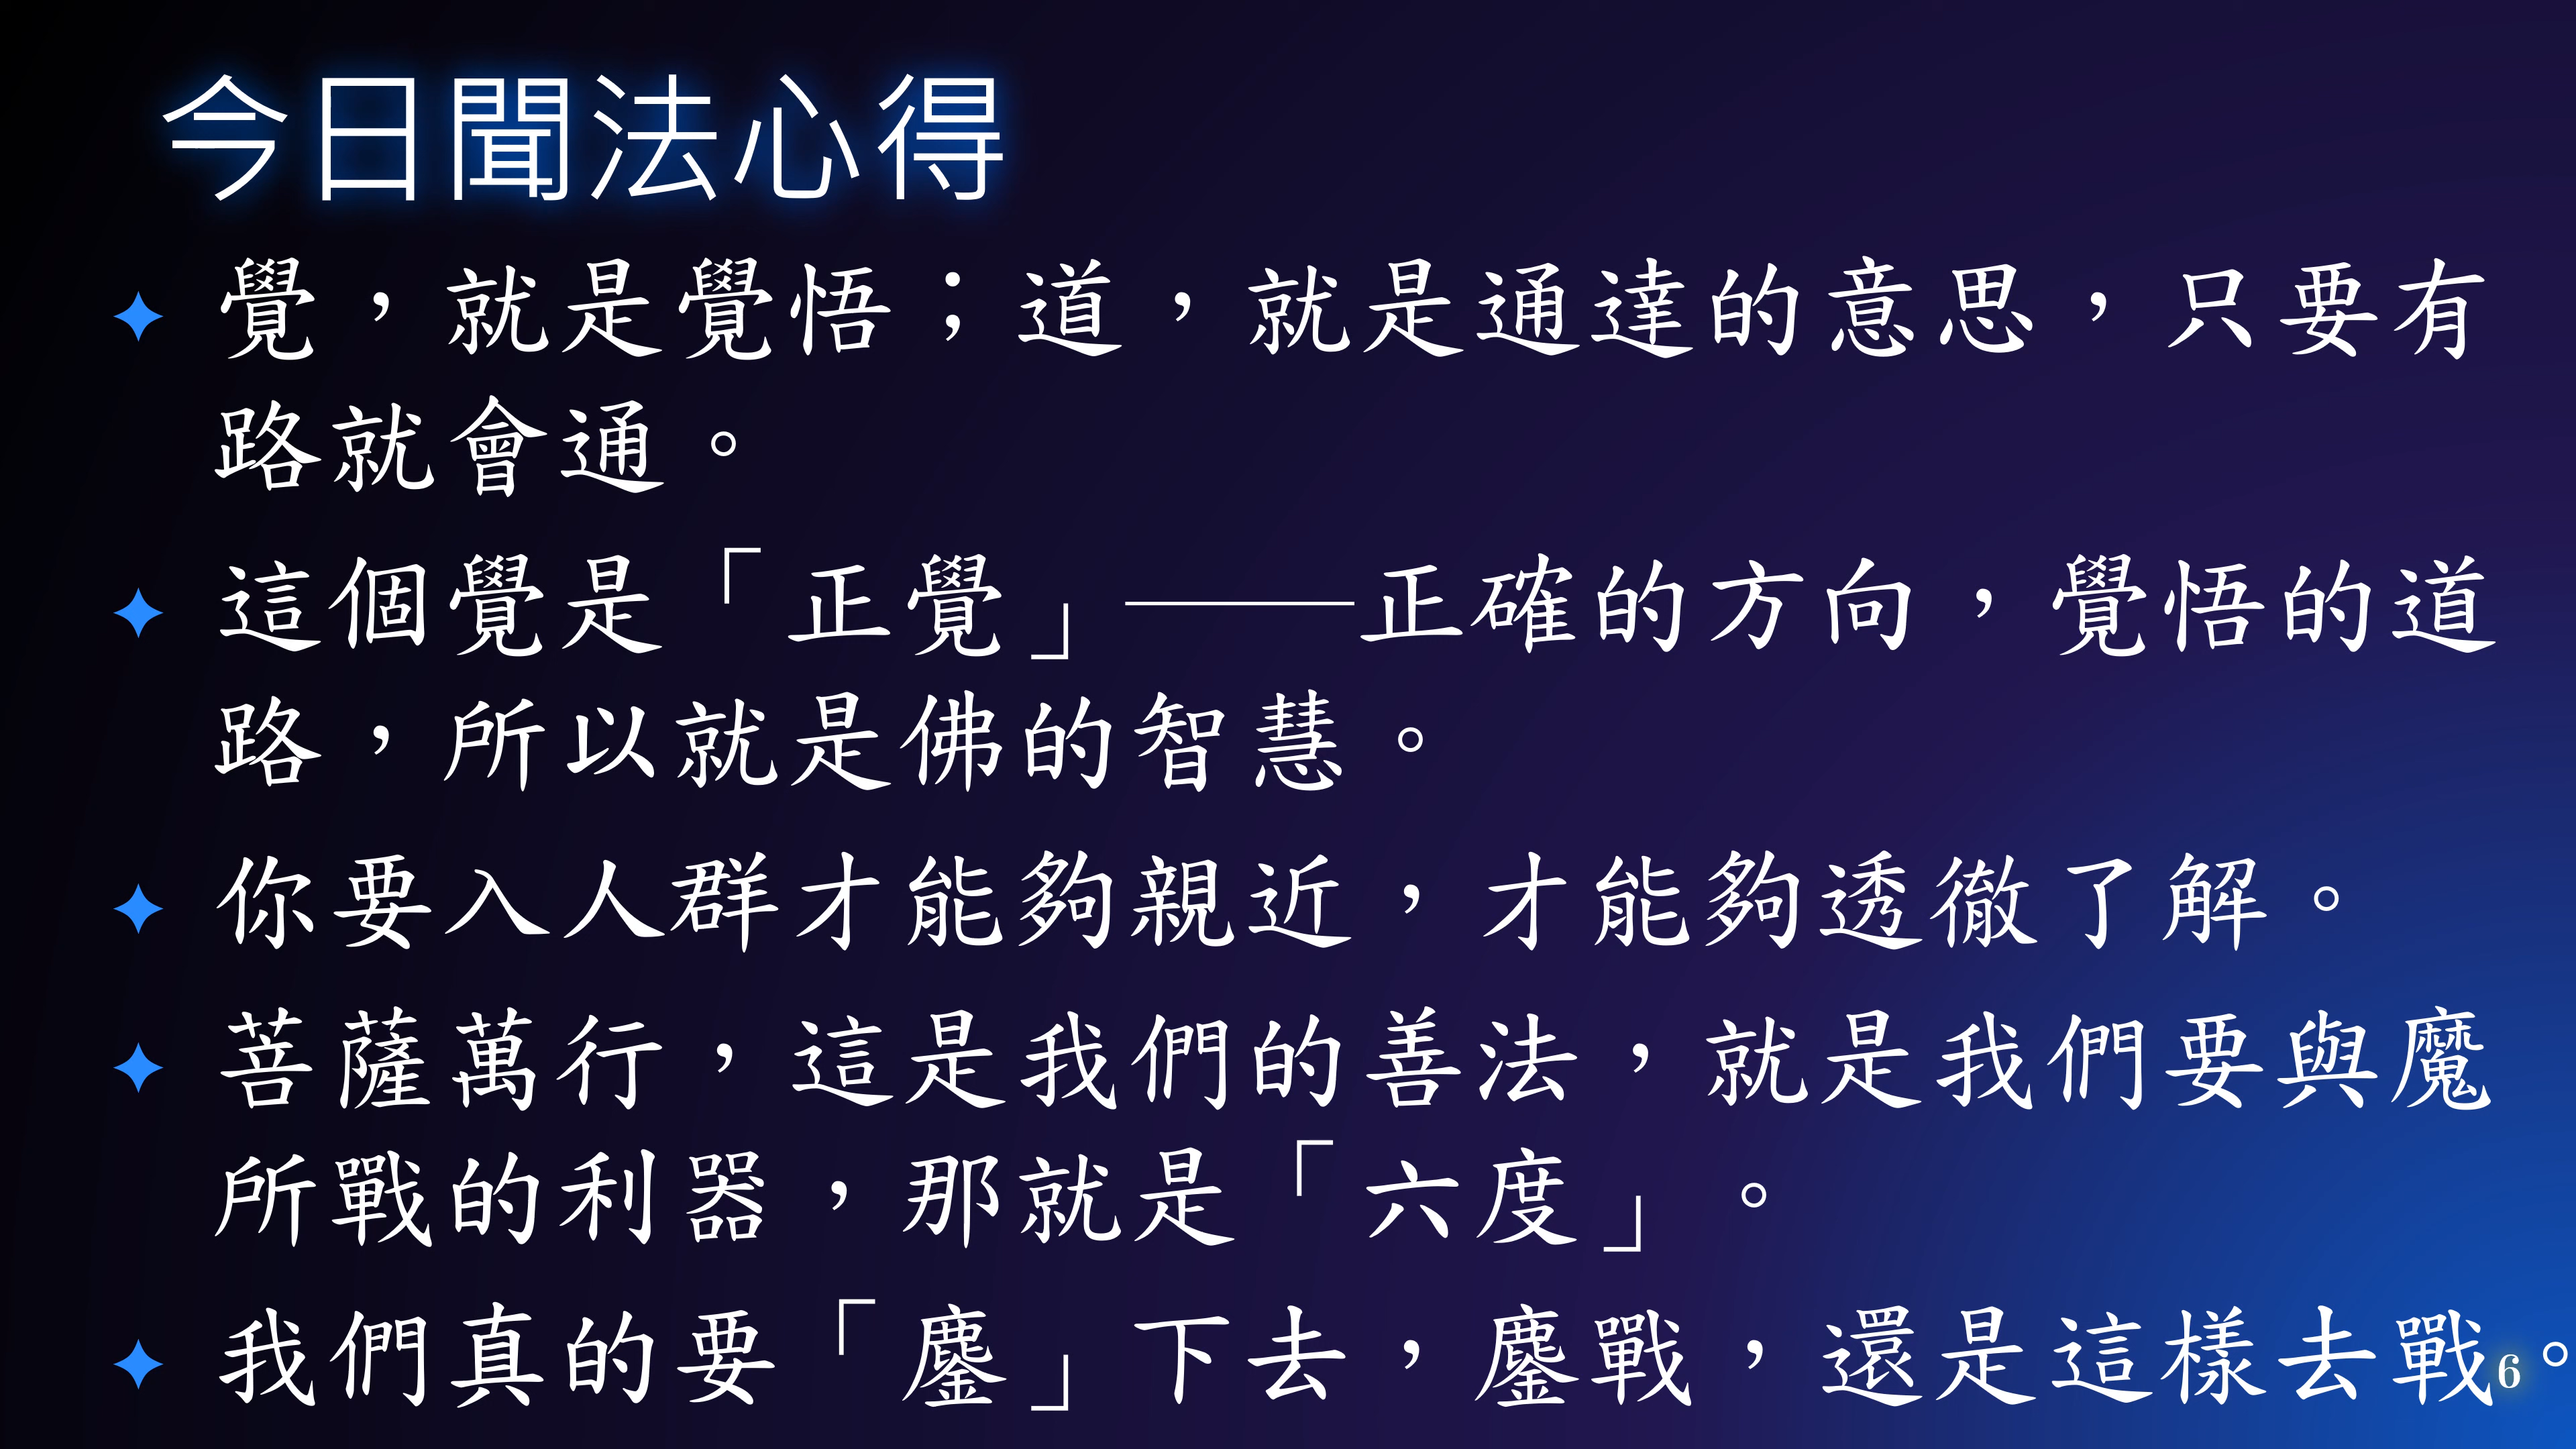 今日聞法心得
覺，就是覺悟；道，就是通達的意思，只要有
路就會通。
這個覺是「正覺」——正確的方向，覺悟的道
路，所以就是佛的智慧。
你要入人群才能夠親近，才能夠透徹了解。
菩薩萬行，這是我們的善法，就是我們要與魔
所戰的利器，那就是「六度」。
我們真的要「鏖」下去，鏖戰，還是這樣去戰。
6